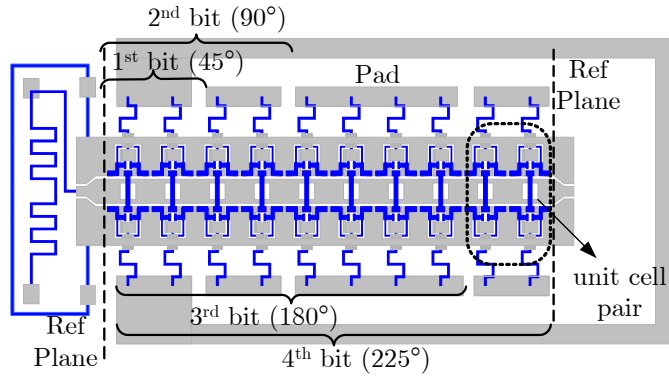 2nd bit (90°)
1st bit (45°)
Pad
Ref
Plane
unit cell
pair
3rd bit (180°)
Ref
Plane
4th bit (225°)